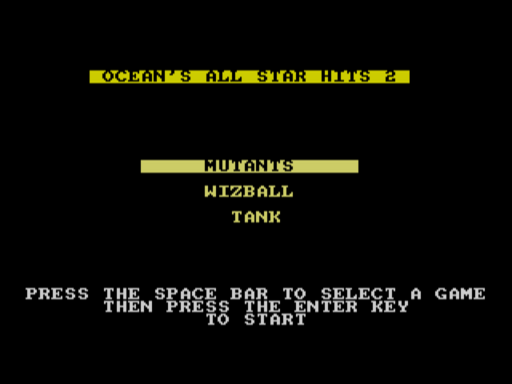 OCEAN'S ALL STAR HITS 2
MUTANTS
WIZBALL
TANK
PRESS THE SPACE BAR TO SELECT A GAME
THEN PRESS THE ENTER KEY
TO START